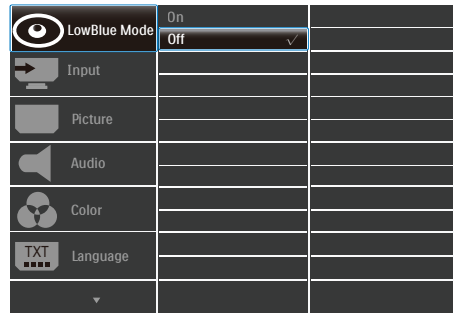 LowBlue Mode
On
Off ✓
Input
Picture
Audio
Color
TXT
Language
▼